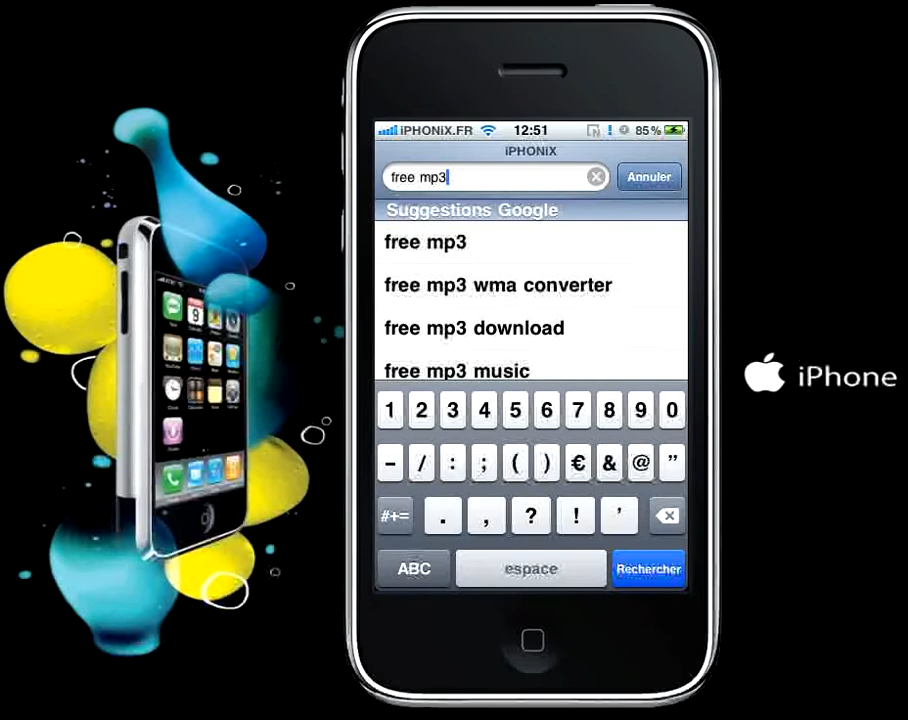 iPHONiX.FR 12:51 85%
iPHONiX
free mp3 Annuler
Suggestions Google
free mp3
free mp3 wma converter
free mp3 download
free mp3 music
1 2 3 4 5 6 7 8 9 0
- / : ; ( ) € & @ "
#+= . , ? ! '
ABC espace Rechercher
iPhone
9